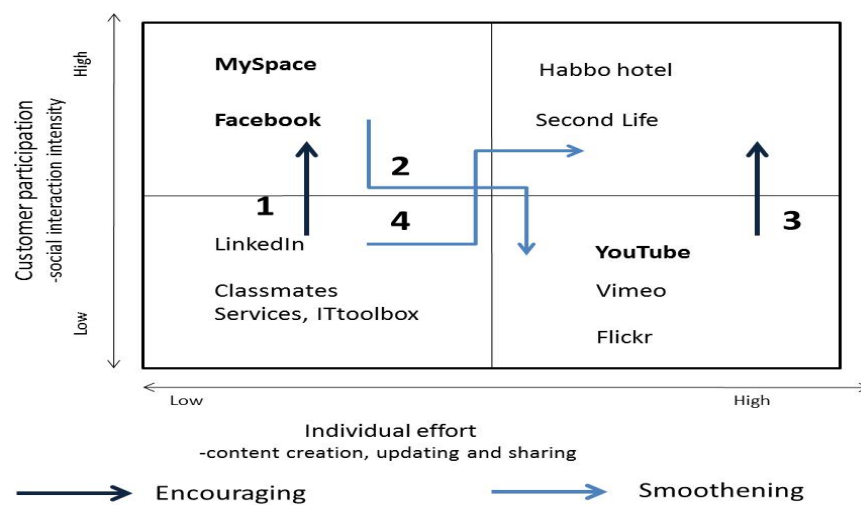 High
Customer participation
-social interaction intensity
Low
MySpace
Facebook
Habbo hotel
Second Life
2
1
4
3
LinkedIn
Classmates
Services, ITtoolbox
YouTube
Vimeo
Flickr
Low
High
Individual effort
-content creation, updating and sharing
Encouraging
Smoothening